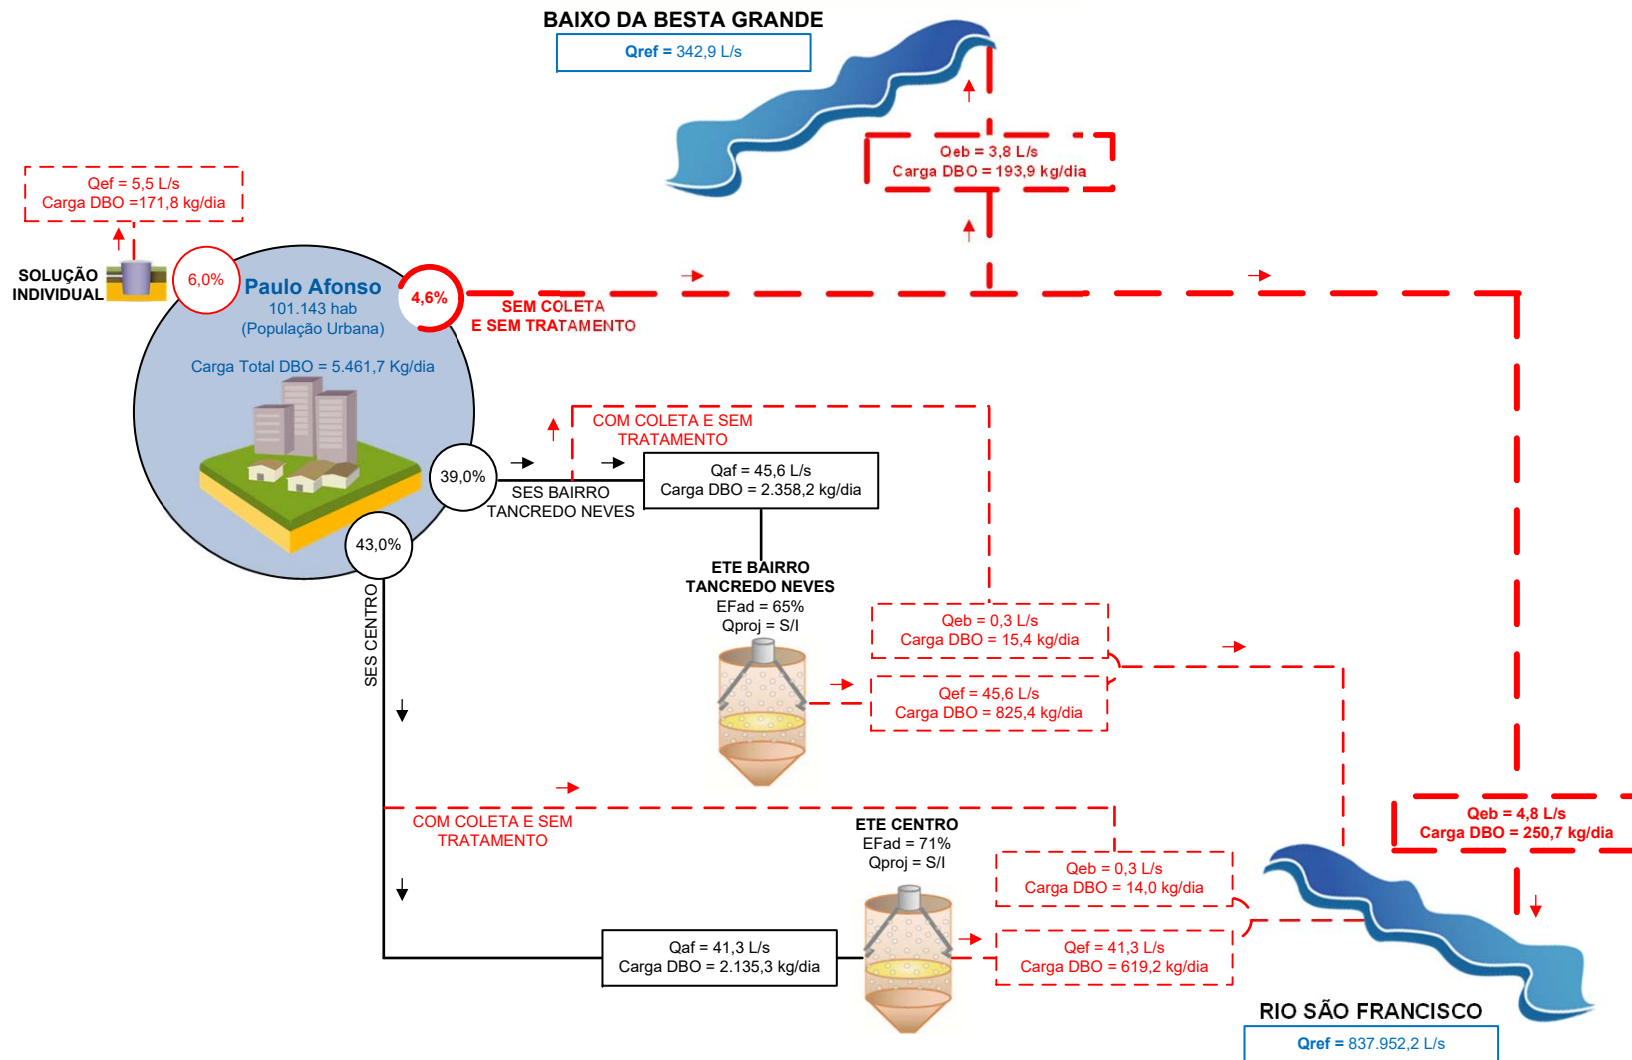 BAIXO DA BESTA GRANDE
Qref = 342,9 L/s
Qeb = 3,8 L/s
Carga DBO = 193,9 kg/dia
Qef = 5,5 L/s
Carga DBO =171,8 kg/dia
SOLUÇÃO
INDIVIDUAL
6,0%
Paulo Afonso
101.143 hab
(População Urbana)
Carga Total DBO = 5.461,7 Kg/dia
4,6%
SEM COLETA
E SEM TRATAMENTO
COM COLETA E SEM
TRATAMENTO
39,0%
SES BAIRRO
TANCREDO NEVES
Qaf = 45,6 L/s
Carga DBO = 2.358,2 kg/dia
43,0%
SES CENTRO
ETE BAIRRO
TANCREDO NEVES
EFad = 65%
Qproj = S/I
Qeb = 0,3 L/s
Carga DBO = 15,4 kg/dia
Qef = 45,6 L/s
Carga DBO = 825,4 kg/dia
COM COLETA E SEM
TRATAMENTO
ETE CENTRO
EFad = 71%
Qproj = S/I
Qeb = 4,8 L/s
Carga DBO = 250,7 kg/dia
Qeb = 0,3 L/s
Carga DBO = 14,0 kg/dia
Qaf = 41,3 L/s
Carga DBO = 2.135,3 kg/dia
Qef = 41,3 L/s
Carga DBO = 619,2 kg/dia
RIO SÃO FRANCISCO
Qref = 837.952,2 L/s